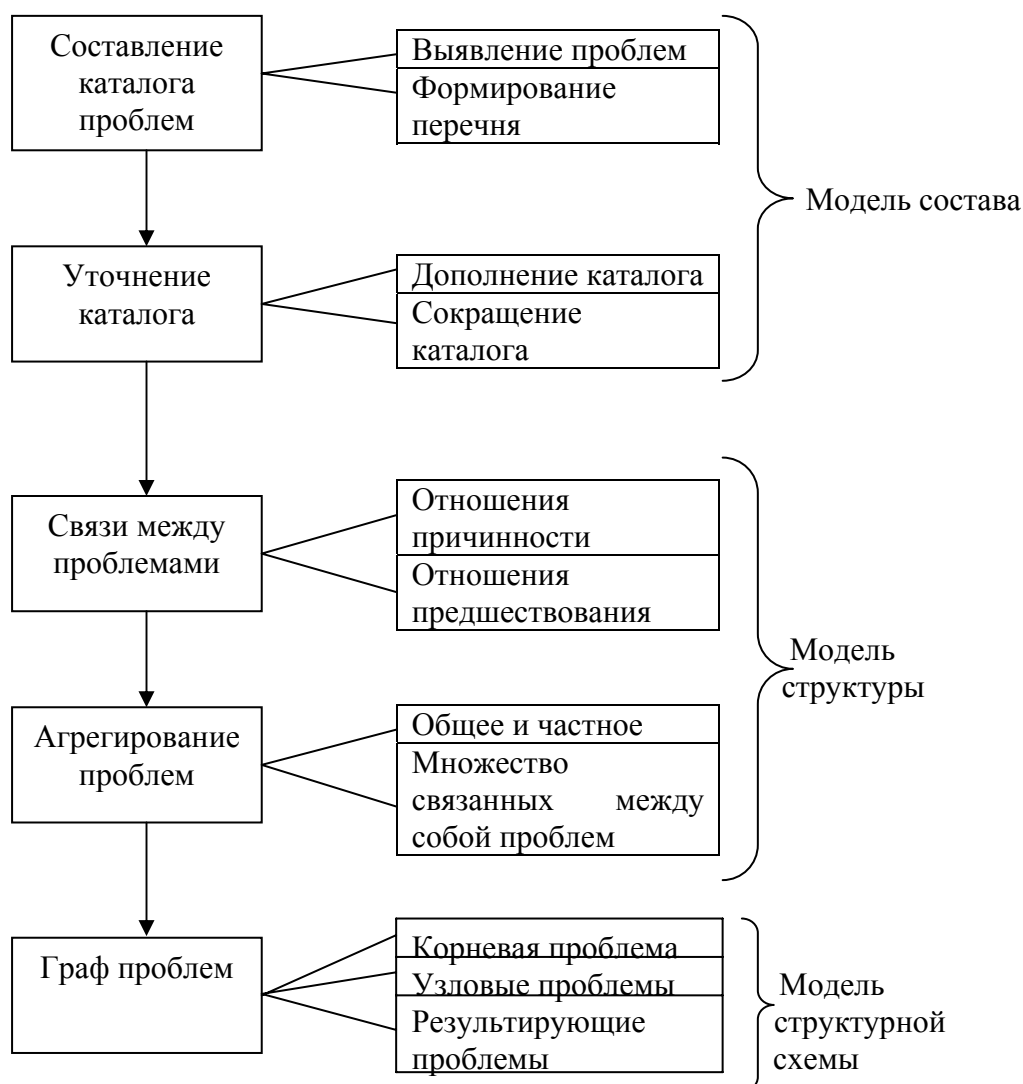 Составление
каталога
проблем
Выявление проблем
Формирование
перечня
Модель состава
Уточнение
каталога
Дополнение каталога
Сокращение
каталога
Связи между
проблемами
Отношения
причинности
Отношения
предшествования
Модель
структуры
Агрегирование
проблем
Общее и частное
Множество
связанных между
собой проблем
Граф проблем
Корневая проблема
Узловые проблемы
Результирующие
проблемы
Модель
структурной
схемы